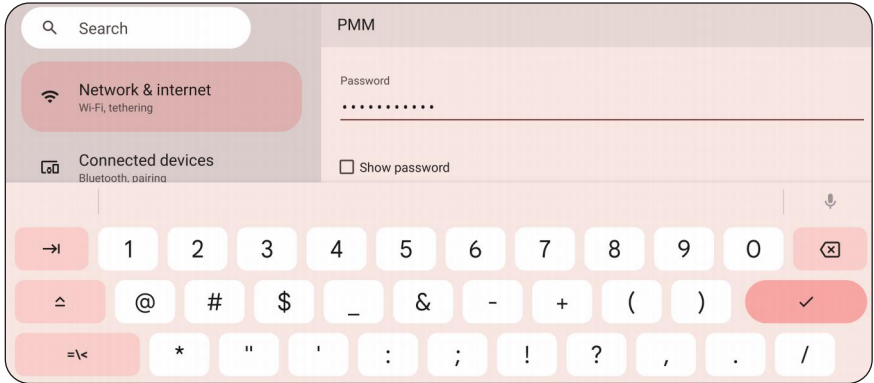 Search
PMM
Network & internet
Wi-Fi, tethering
Password
•••••••••••
Connected devices
Bluetooth, pairing
Show password
1 2 3 4 5 6 7 8 9 0
@ # $ _ & - + ( )
=\< * " ' : ; ! ? , . /